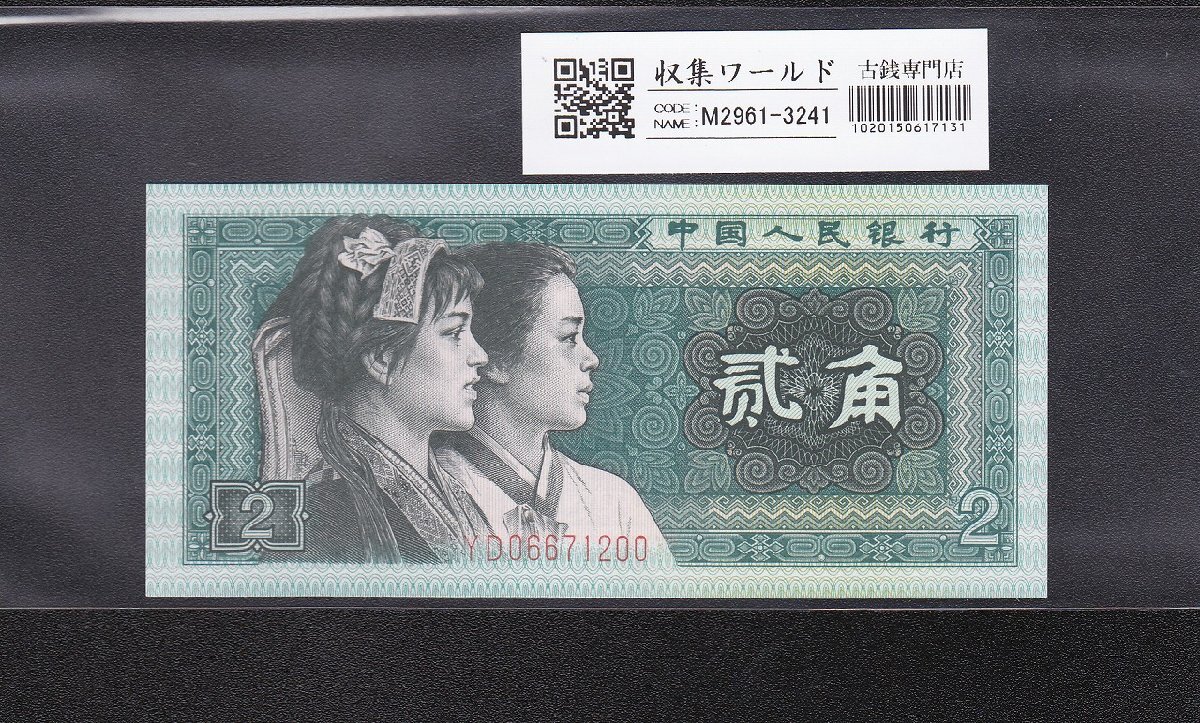 収集ワールド 古銭専門店
CODE:
NAME: M2961-3241
1020150617131
中国人民银行
贰角
2
2
YD06671200